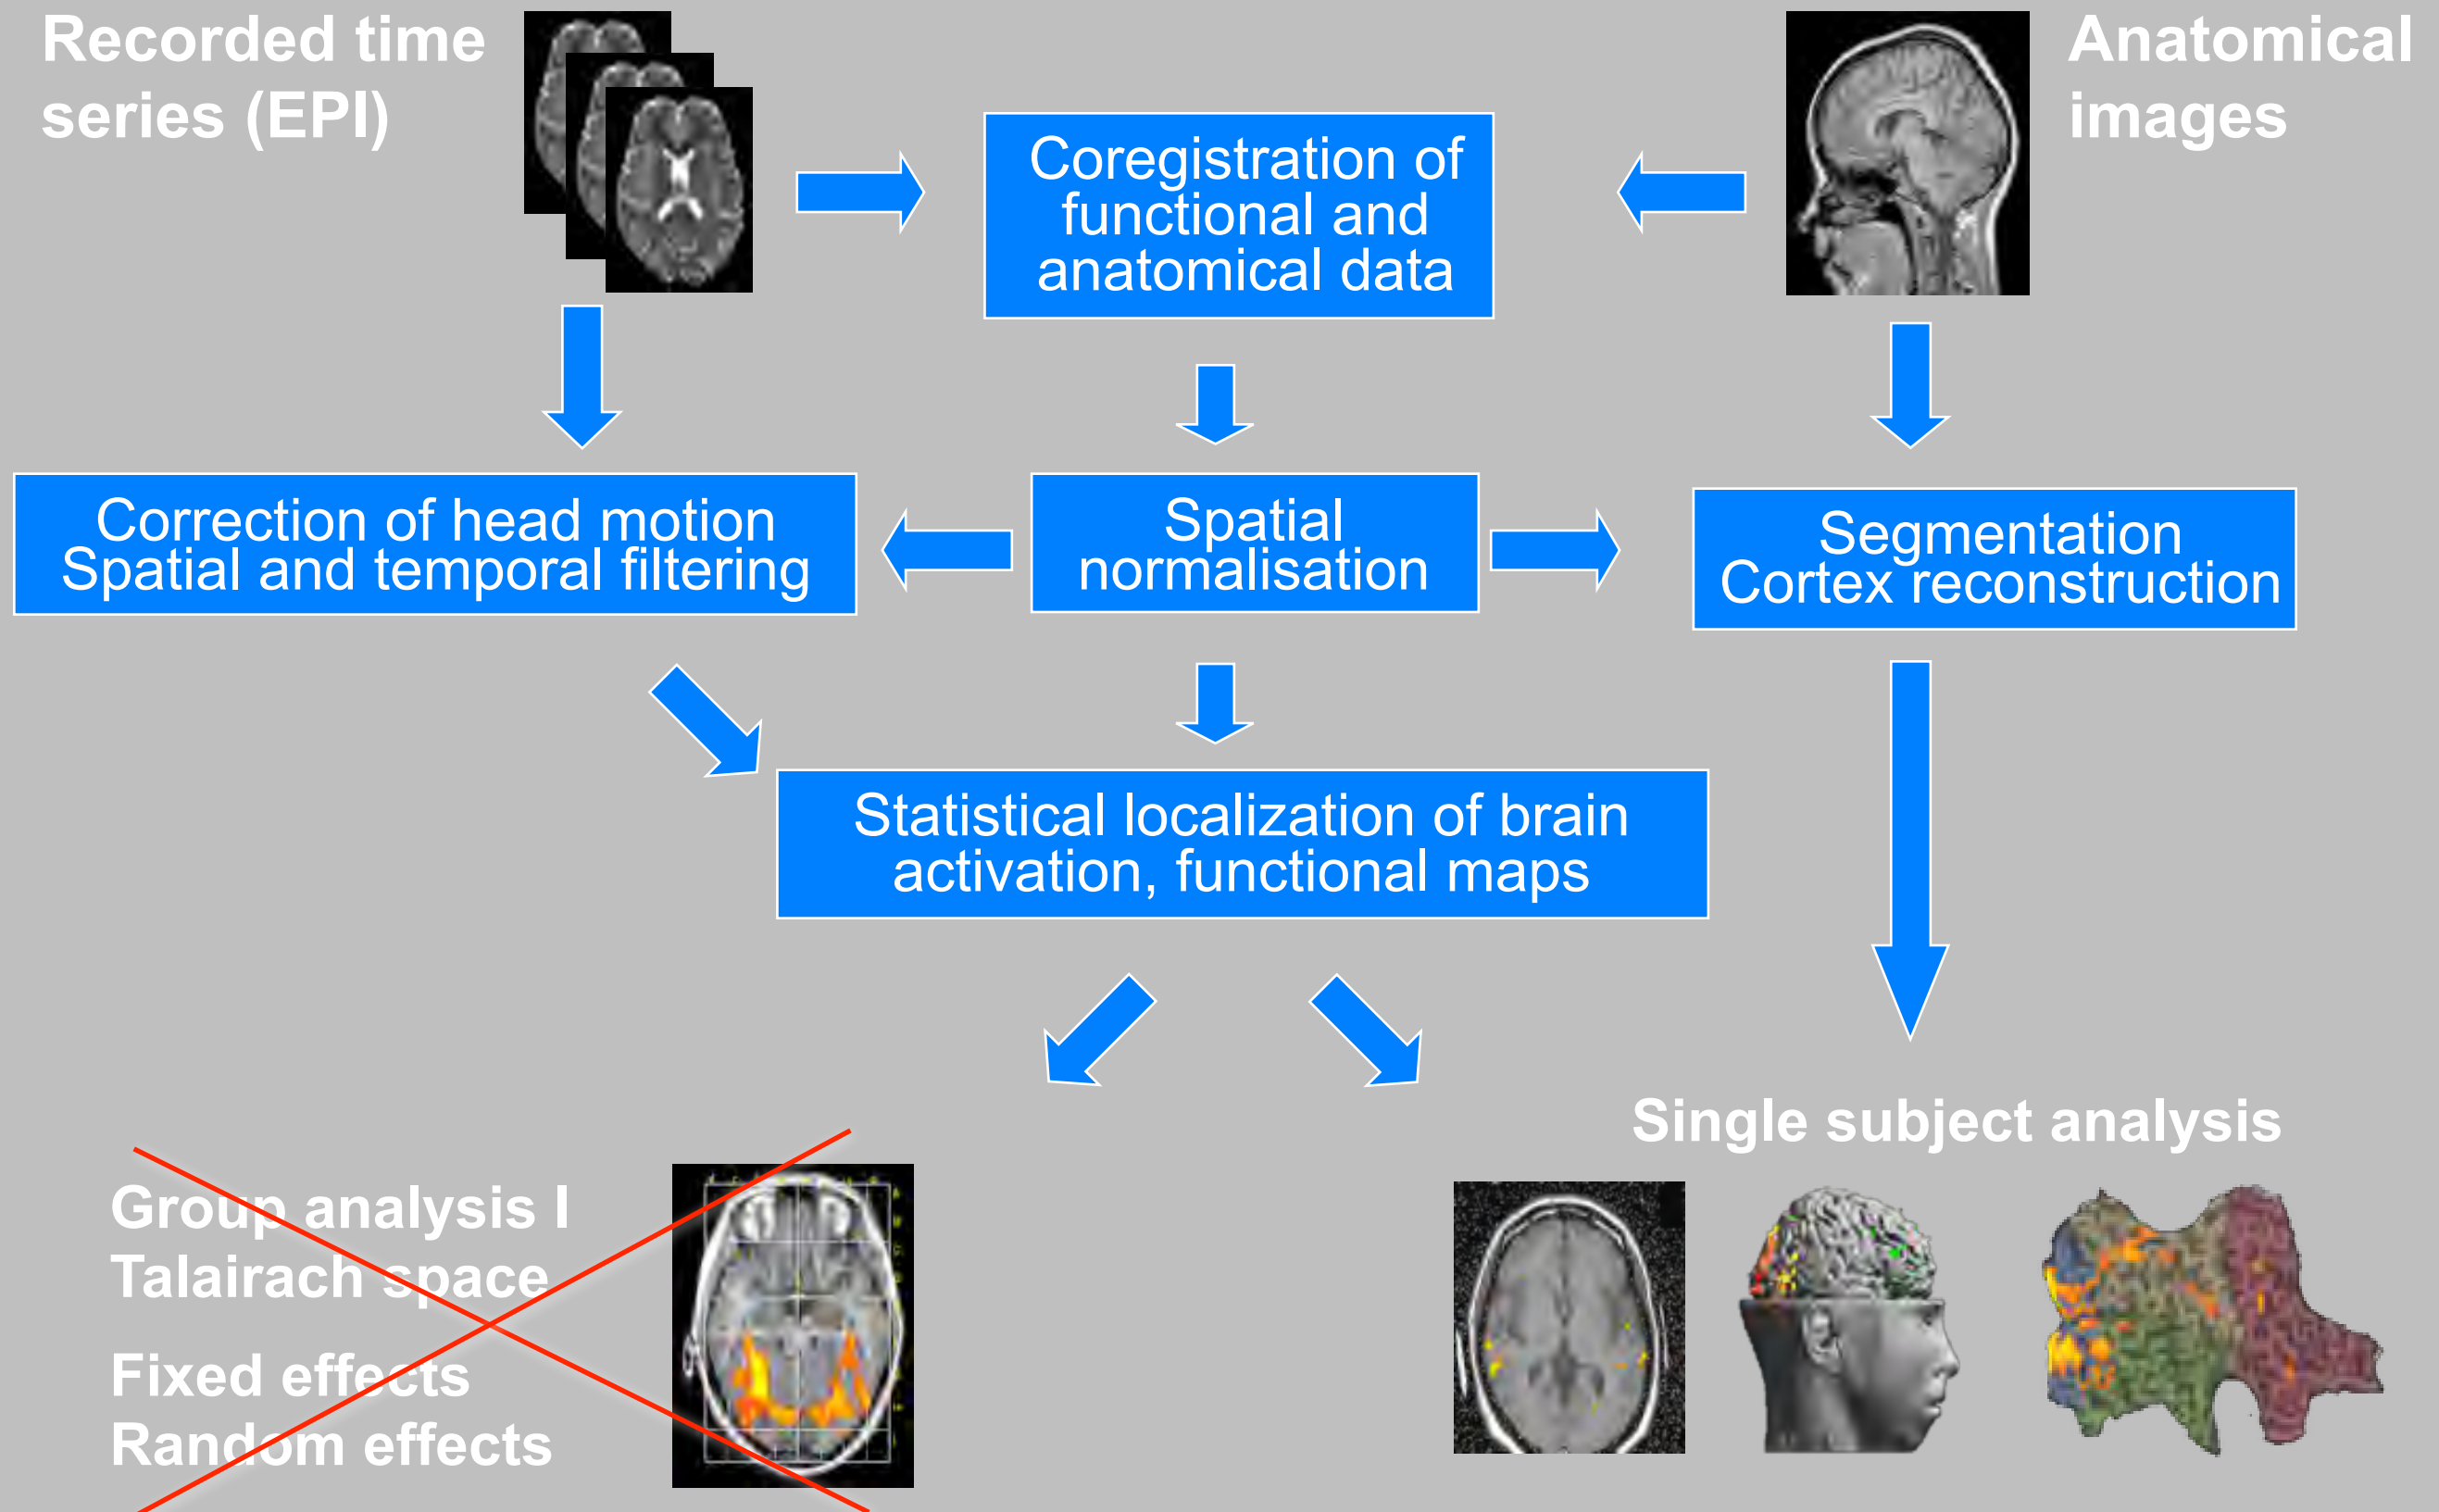 Recorded time
series (EPI)
Anatomical
images
Coregistration of
functional and
anatomical data
Correction of head motion
Spatial and temporal filtering
Spatial
normalisation
Segmentation
Cortex reconstruction
Statistical localization of brain
activation, functional maps
Single subject analysis
Group analysis I
Talairach space
Fixed effects
Random effects